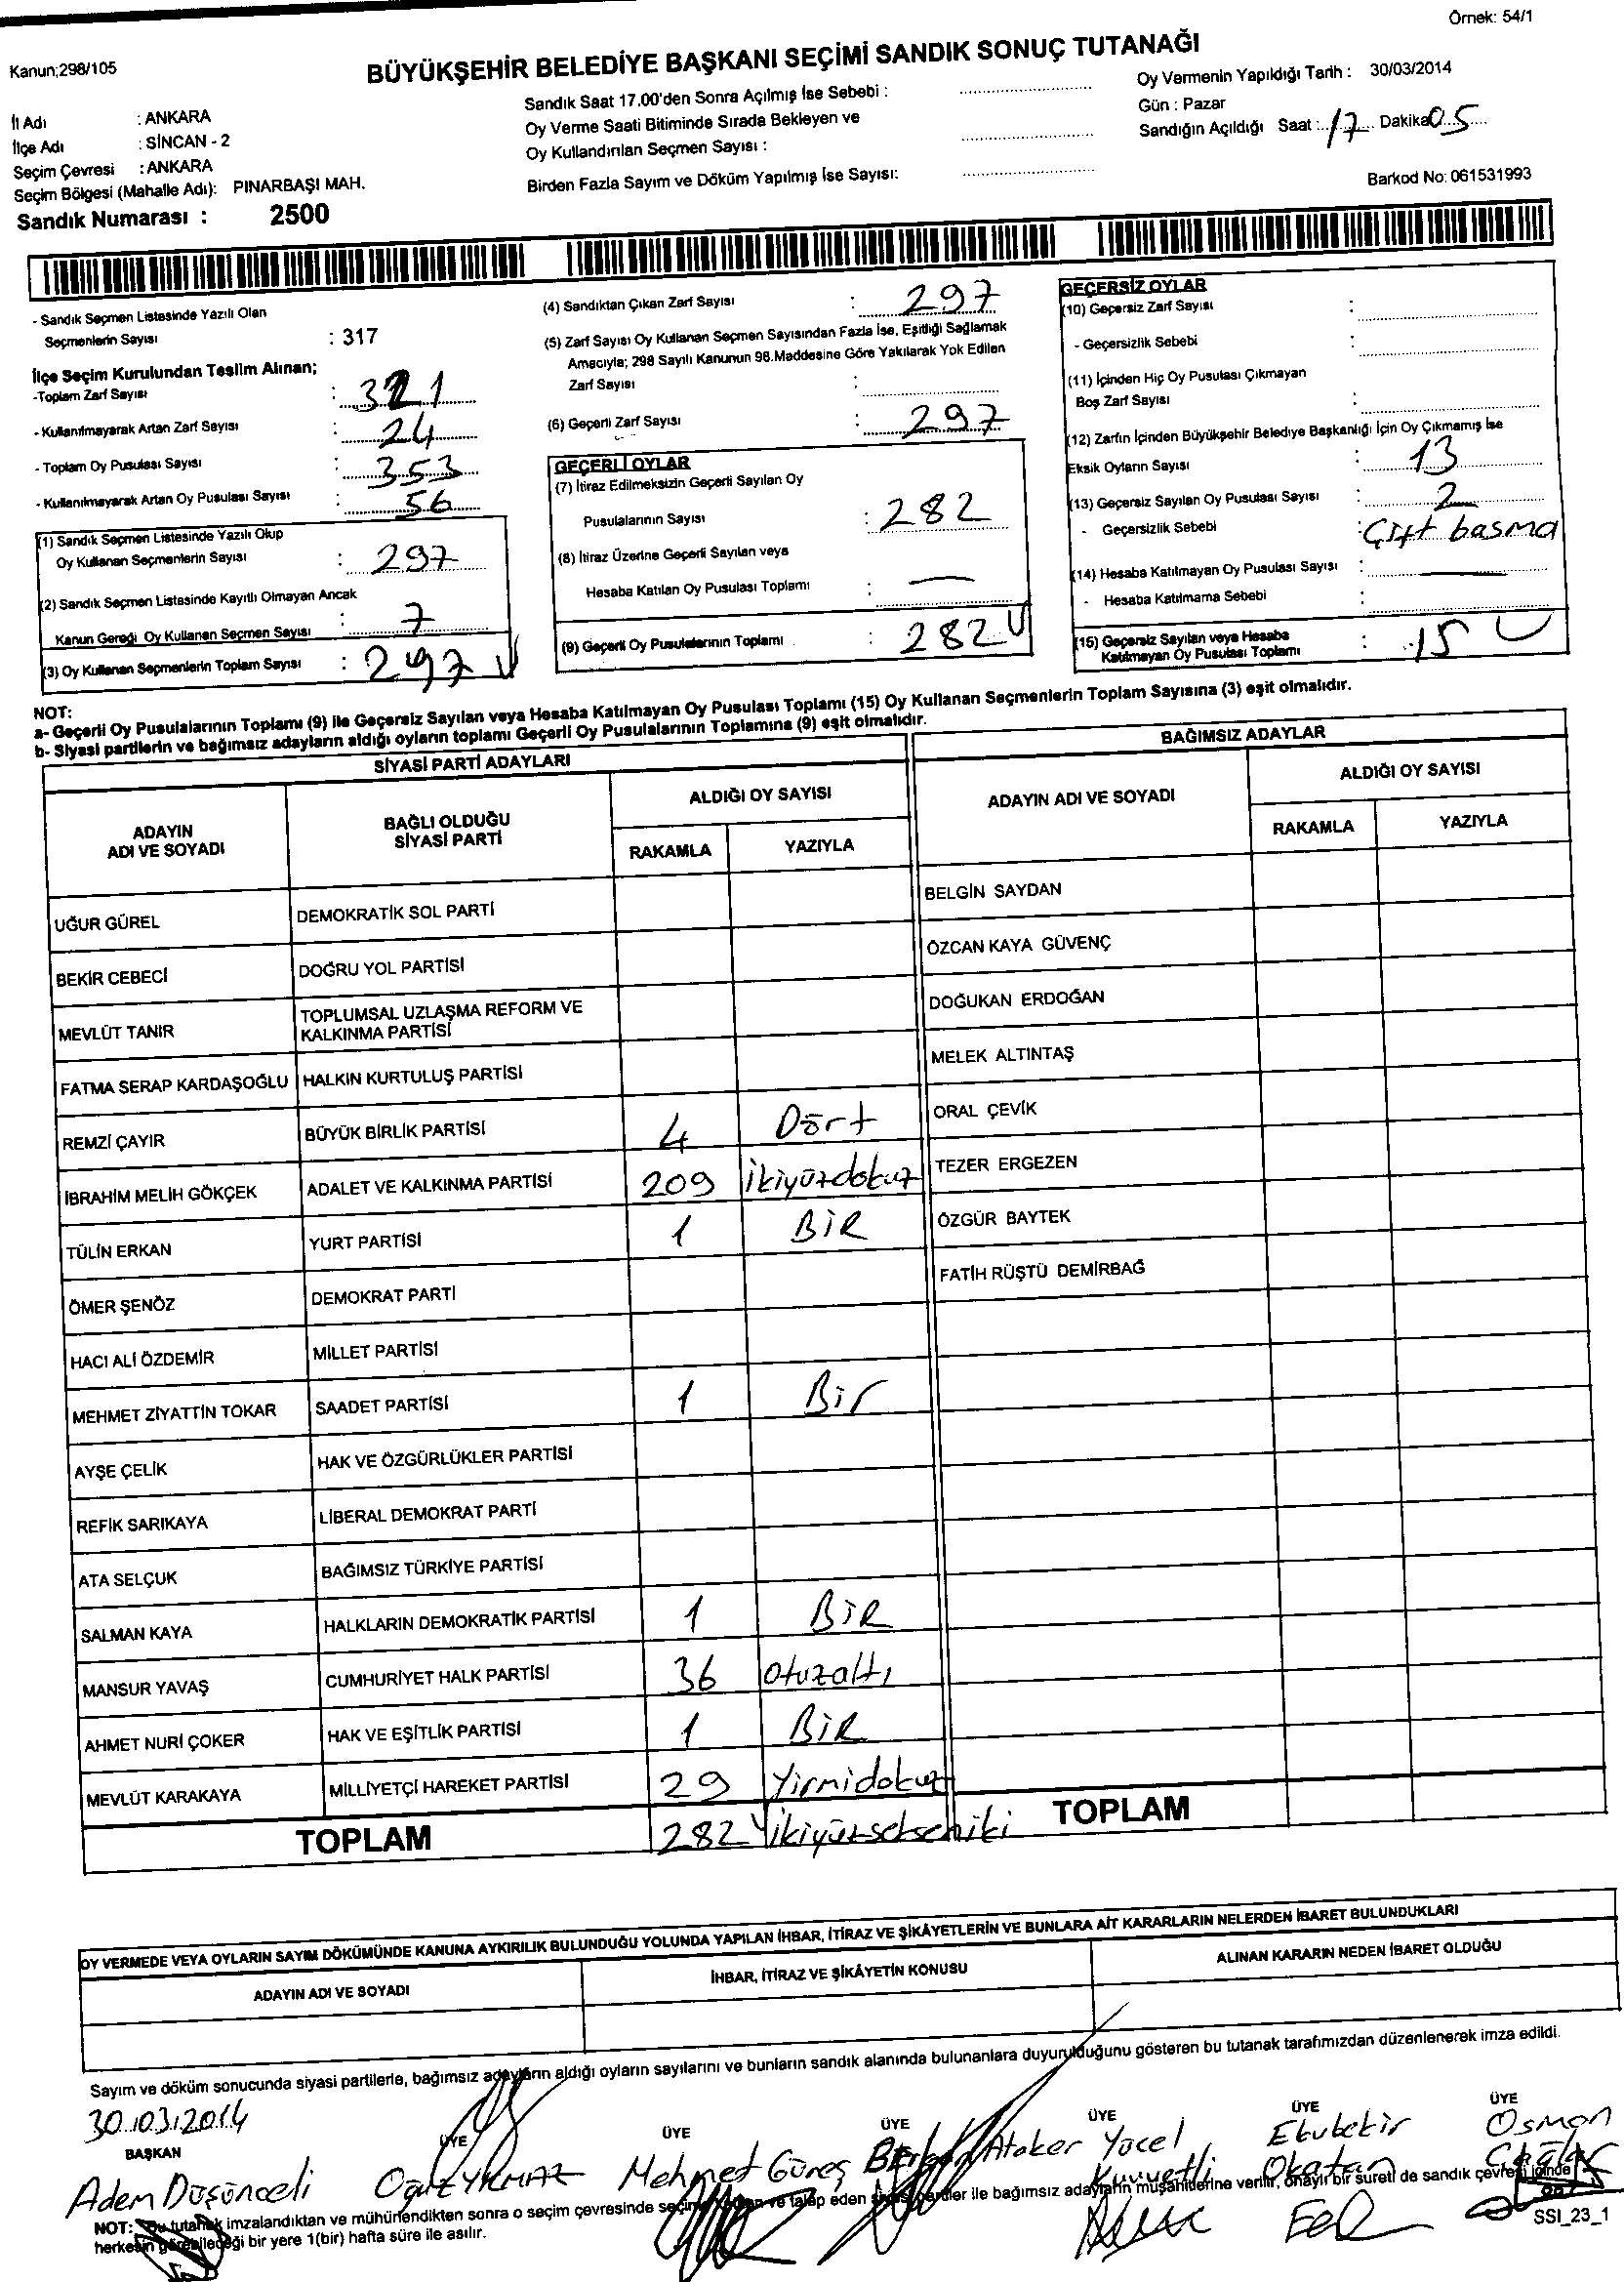 Örnek: 54/1
Kanun;298/105
BÜYÜKŞEHİR BELEDİYE BAŞKANI SEÇİMİ SANDIK SONUÇ TUTANAĞI
İl Adı : ANKARA
İlçe Adı : SİNCAN - 2
Seçim Çevresi : ANKARA
Seçim Bölgesi (Mahalle Adı): PINARBAŞI MAH.
Sandık Numarası : 2500
Sandık Saat 17.00'den Sonra Açılmış İse Sebebi :
Oy Verme Saati Bitiminde Sırada Bekleyen ve
Oy Kullandırılan Seçmen Sayısı :
Birden Fazla Sayım ve Döküm Yapılmış İse Sayısı:
Oy Vermenin Yapıldığı Tarih : 30/03/2014
Gün : Pazar
Sandığın Açıldığı Saat : 17 Dakika 05
Barkod No: 061531993
- Sandık Seçmen Listesinde Yazılı Olan
Seçmenlerin Sayısı : 317
İlçe Seçim Kurulundan Teslim Alınan;
-Toplam Zarf Sayısı : 321
- Kullanılmayarak Artan Zarf Sayısı : 24
- Toplam Oy Pusulası Sayısı : 353
- Kullanılmayarak Artan Oy Pusulası Sayısı : 56
(1) Sandık Seçmen Listesinde Yazılı Olup
Oy Kullanan Seçmenlerin Sayısı : 297
(2) Sandık Seçmen Listesinde Kayıtlı Olmayan Ancak
Kanun Gereği Oy Kullanan Seçmen Sayısı : 7
(3) Oy Kullanan Seçmenlerin Toplam Sayısı : 297
(4) Sandıktan Çıkan Zarf Sayısı : 297
(5) Zarf Sayısı Oy Kullanan Seçmen Sayısından Fazla İse, Eşitliği Sağlamak
Amacıyla; 298 Sayılı Kanunun 98.Maddesine Göre Yakılarak Yok Edilen
Zarf Sayısı :
(6) Geçerli Zarf Sayısı : 297
GEÇERLİ OYLAR
(7) İtiraz Edilmeksizin Geçerli Sayılan Oy
Pusulalarının Sayısı : 282
(8) İtiraz Üzerine Geçerli Sayılan veya
Hesaba Katılan Oy Pusulası Toplamı : —
(9) Geçerli Oy Pusulalarının Toplamı : 282
GEÇERSİZ OYLAR
(10) Geçersiz Zarf Sayısı :
- Geçersizlik Sebebi :
(11) İçinden Hiç Oy Pusulası Çıkmayan
Boş Zarf Sayısı :
(12) Zarfın İçinden Büyükşehir Belediye Başkanlığı İçin Oy Çıkmamış İse
Eksik Oyların Sayısı : 13
(13) Geçersiz Sayılan Oy Pusulası Sayısı : 2
- Geçersizlik Sebebi : Çift basma
(14) Hesaba Katılmayan Oy Pusulası Sayısı : —
- Hesaba Katılmama Sebebi :
(15) Geçersiz Sayılan veya Hesaba
Katılmayan Oy Pusulası Toplamı : 15
NOT:
a- Geçerli Oy Pusulalarının Toplamı (9) ile Geçersiz Sayılan veya Hesaba Katılmayan Oy Pusulası Toplamı (15) Oy Kullanan Seçmenlerin Toplam Sayısına (3) eşit olmalıdır.
b- Siyasi partilerin ve bağımsız adayların aldığı oyların toplamı Geçerli Oy Pusulalarının Toplamına (9) eşit olmalıdır.
SİYASİ PARTİ ADAYLARI
ADAYIN ADI VE SOYADI
BAĞLI OLDUĞU SİYASİ PARTİ
ALDIĞI OY SAYISI
RAKAMLA YAZIYLA
UĞUR GÜREL DEMOKRATİK SOL PARTİ
BEKİR CEBECİ DOĞRU YOL PARTİSİ
MEVLÜT TANIR TOPLUMSAL UZLAŞMA REFORM VE KALKINMA PARTİSİ
FATMA SERAP KARDAŞOĞLU HALKIN KURTULUŞ PARTİSİ
REMZİ ÇAYIR BÜYÜK BİRLİK PARTİSİ 4 Dört
İBRAHİM MELİH GÖKÇEK ADALET VE KALKINMA PARTİSİ 209 ikiyüzdokuz
TÜLİN ERKAN YURT PARTİSİ 1 BİR
ÖMER ŞENÖZ DEMOKRAT PARTİ
HACI ALİ ÖZDEMİR MİLLET PARTİSİ
MEHMET ZİYATTİN TOKAR SAADET PARTİSİ 1 Bir
AYŞE ÇELİK HAK VE ÖZGÜRLÜKLER PARTİSİ
REFİK SARIKAYA LİBERAL DEMOKRAT PARTİ
ATA SELÇUK BAĞIMSIZ TÜRKİYE PARTİSİ
SALMAN KAYA HALKLARIN DEMOKRATİK PARTİSİ 1 BİR
MANSUR YAVAŞ CUMHURİYET HALK PARTİSİ 36 otuzaltı
AHMET NURİ ÇOKER HAK VE EŞİTLİK PARTİSİ 1 BİR
MEVLÜT KARAKAYA MİLLİYETÇİ HAREKET PARTİSİ 29 Yirmidokuz
TOPLAM 282 ikiyüzsekseniki
BAĞIMSIZ ADAYLAR
ADAYIN ADI VE SOYADI
ALDIĞI OY SAYISI
RAKAMLA YAZIYLA
BELGİN SAYDAN
ÖZCAN KAYA GÜVENÇ
DOĞUKAN ERDOĞAN
MELEK ALTINTAŞ
ORAL ÇEVİK
TEZER ERGEZEN
ÖZGÜR BAYTEK
FATİH RÜŞTÜ DEMİRBAĞ
TOPLAM
OY VERMEDE VEYA OYLARIN SAYIM DÖKÜMÜNDE KANUNA AYKIRILIK BULUNDUĞU YOLUNDA YAPILAN İHBAR, İTİRAZ VE ŞİKÂYETLERİN VE BUNLARA AİT KARARLARIN NELERDEN İBARET BULUNDUKLARI
ADAYIN ADI VE SOYADI
İHBAR, İTİRAZ VE ŞİKÂYETİN KONUSU
ALINAN KARARIN NEDEN İBARET OLDUĞU
Sayım ve döküm sonucunda siyasi partilerle, bağımsız adayların aldığı oyların sayılarını ve bunların sandık alanında bulunanlara duyurulduğunu gösteren bu tutanak tarafımızdan düzenlenerek imza edildi.
30.03.2014
BAŞKAN ÜYE ÜYE ÜYE ÜYE ÜYE ÜYE
Adem Düşünceli Oğuz YILMAZ Mehmet Güneş Ataker Yücel Kuvvetli Ebubekir Okatan Osman
NOT: Bu tutanak imzalandıktan ve mühürlendikten sonra o seçim çevresinde seçime ve talep eden siyasi partiler ile bağımsız adayların müşahitlerine verilir, onaylı bir sureti de sandık çevresi içinde
herkesin görebileceği bir yere 1(bir) hafta süre ile asılır.
SSI_23_1